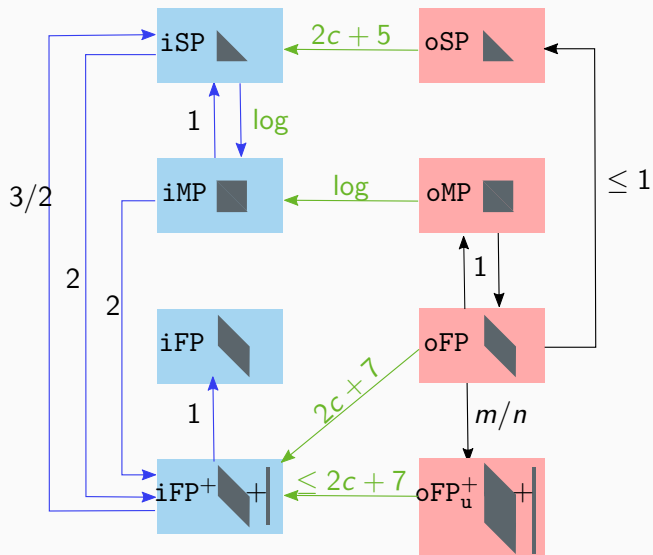 iSP
2c + 5
oSP
1
log
3/2
iMP
log
oMP
≤ 1
2
2
1
iFP
oFP
2c + 7
1
m/n
iFP⁺ +
≤ 2c + 7
oFP⁺ᵤ +